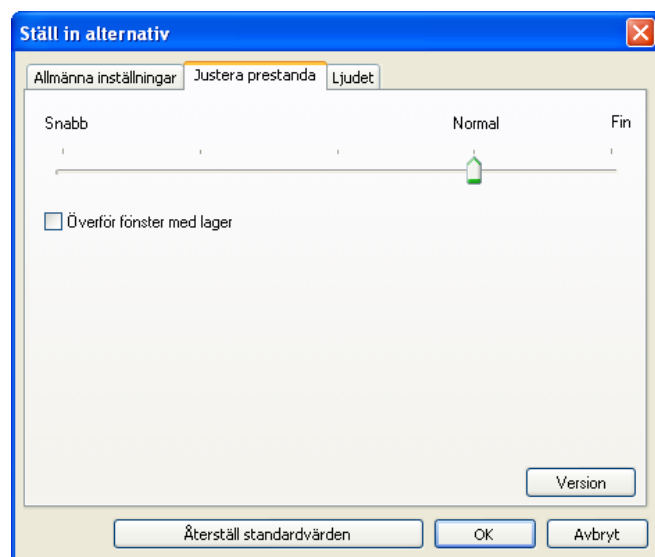 Ställ in alternativ
Allmänna inställningar Justera prestanda Ljudet
Snabb Normal Fin
Överför fönster med lager
Version
Återställ standardvärden OK Avbryt